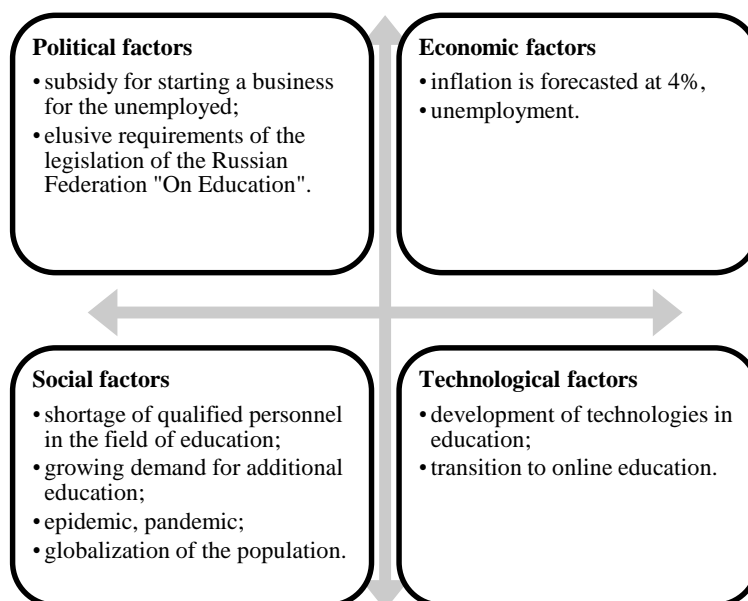 Political factors
• subsidy for starting a business
for the unemployed;
• elusive requirements of the
legislation of the Russian
Federation "On Education".
Economic factors
• inflation is forecasted at 4%,
• unemployment.
Social factors
• shortage of qualified personnel
in the field of education;
• growing demand for additional
education;
• epidemic, pandemic;
• globalization of the population.
Technological factors
• development of technologies in
education;
• transition to online education.